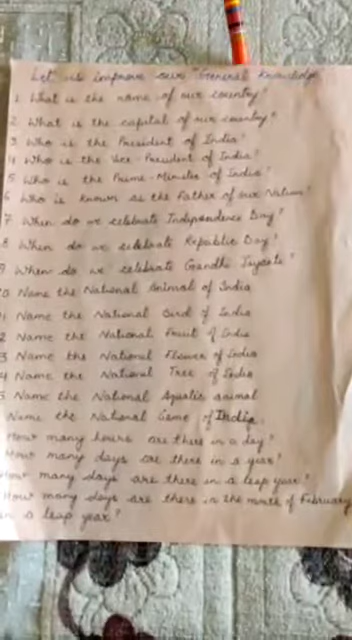 Let us improve our General Knowledge
1 What is the name of our country?
2 What is the capital of our country?
3 Who is the President of India?
4 Who is the Vice-President of India?
5 Who is the Prime-Minister of India?
6 Who is known as the Father of our Nation?
7 When do we celebrate Independence Day?
8 When do we celebrate Republic Day?
9 When do we celebrate Gandhi Jayanti?
10 Name the National Animal of India
1 Name the National Bird of India
2 Name the National Fruit of India
3 Name the National Flower of India
4 Name the National Tree of India
5 Name the National Aquatic animal
Name the National Game of India.
How many hours are there in a day?
How many days are there in a year?
How many days are there in a leap year?
How many days are there in the month of February
in a leap year?